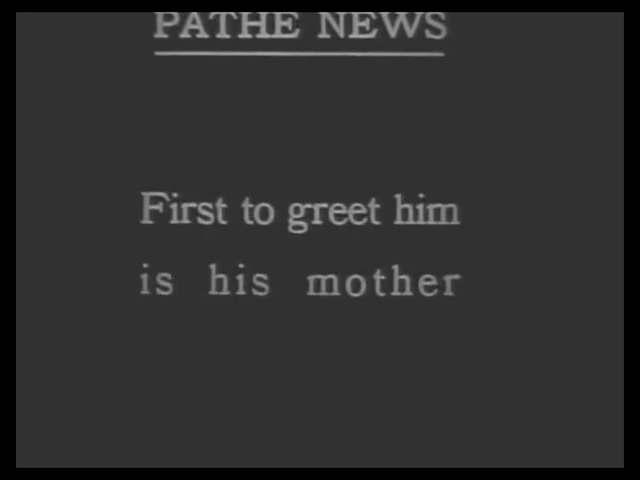 PATHE NEWS
First to greet him
is his mother